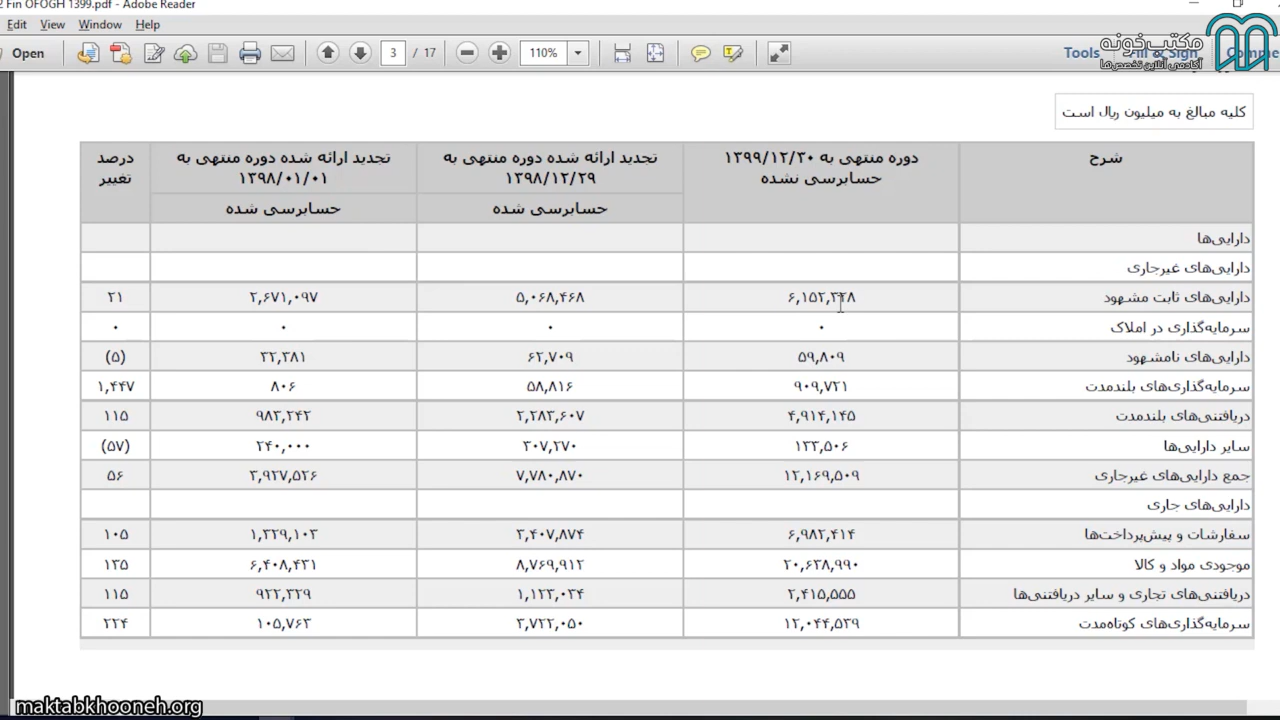 2 Fin OFOGH 1399.pdf - Adobe Reader
Edit View Window Help
Open 3 / 17 110% Tools Fill & Sign
مکتب‌خونه
آکادمی آنلاین تخصص‌ها
کلیه مبالغ به میلیون ریال است
شرح دوره منتهی به ۱۳۹۹/۱۲/۳۰ حسابرسی نشده تجدید ارائه شده دوره منتهی به ۱۳۹۸/۱۲/۲۹ تجدید ارائه شده دوره منتهی به ۱۳۹۸/۰۱/۰۱ درصد تغییر
حسابرسی شده حسابرسی شده
دارایی‌ها
دارایی‌های غیرجاری
دارایی‌های ثابت مشهود ۶,۱۵۲,۳۲۸ ۵,۰۶۸,۴۶۸ ۲,۶۷۱,۰۹۷ ۲۱
سرمایه‌گذاری در املاک ۰ ۰ ۰ ۰
دارایی‌های نامشهود ۵۹,۸۰۹ ۶۲,۷۰۹ ۳۲,۳۸۱ (۵)
سرمایه‌گذاری‌های بلندمدت ۹۰۹,۷۲۱ ۵۸,۸۱۶ ۸۰۶ ۱,۴۴۷
دریافتنی‌های بلندمدت ۴,۹۱۴,۱۴۵ ۲,۲۸۳,۶۰۷ ۹۸۳,۲۴۲ ۱۱۵
سایر دارایی‌ها ۱۳۳,۵۰۶ ۳۰۷,۲۷۰ ۲۴۰,۰۰۰ (۵۷)
جمع دارایی‌های غیرجاری ۱۲,۱۶۹,۵۰۹ ۷,۷۸۰,۸۷۰ ۳,۹۲۷,۵۲۶ ۵۶
دارایی‌های جاری
سفارشات و پیش‌پرداخت‌ها ۶,۹۸۲,۴۱۴ ۳,۴۰۷,۸۷۴ ۱,۳۲۹,۱۰۳ ۱۰۵
موجودی مواد و کالا ۲۰,۶۳۸,۹۹۰ ۸,۷۶۹,۹۱۲ ۶,۴۰۸,۴۳۱ ۱۳۵
دریافتنی‌های تجاری و سایر دریافتنی‌ها ۲,۴۱۵,۵۵۵ ۱,۱۲۳,۰۳۴ ۹۲۲,۳۲۹ ۱۱۵
سرمایه‌گذاری‌های کوتاه‌مدت ۱۲,۰۴۴,۵۳۹ ۳,۷۲۲,۰۵۰ ۱۰۵,۷۶۳ ۲۲۴
maktabkhooneh.org